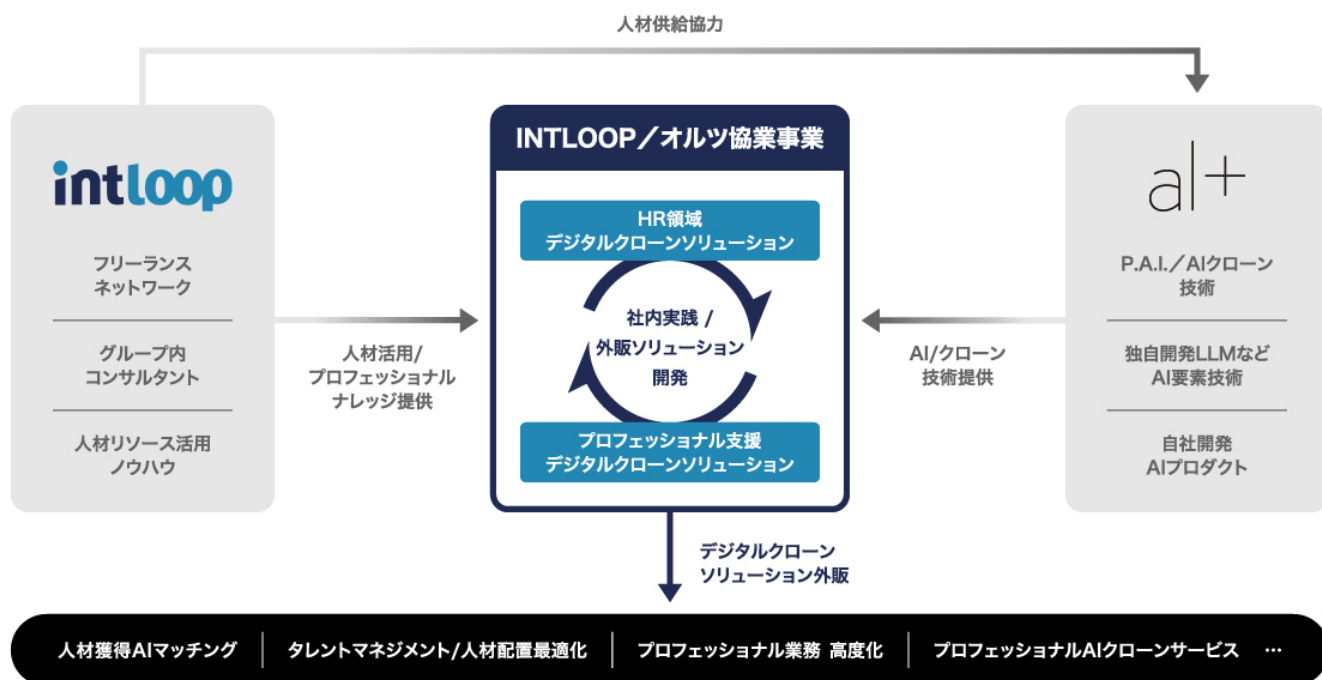 人材供給協力
intloop
フリーランス
ネットワーク
グループ内
コンサルタント
人材リソース活用
ノウハウ
人材活用/
プロフェッショナル
ナレッジ提供
INTLOOP／オルツ協業事業
HR領域
デジタルクローンソリューション
社内実践 /
外販ソリューション
開発
プロフェッショナル支援
デジタルクローンソリューション
AI/クローン
技術提供
al+
P.A.I.／AIクローン
技術
独自開発LLMなど
AI要素技術
自社開発
AIプロダクト
デジタルクローン
ソリューション外販
人材獲得AIマッチング
タレントマネジメント/人材配置最適化
プロフェッショナル業務 高度化
プロフェッショナルAIクローンサービス …